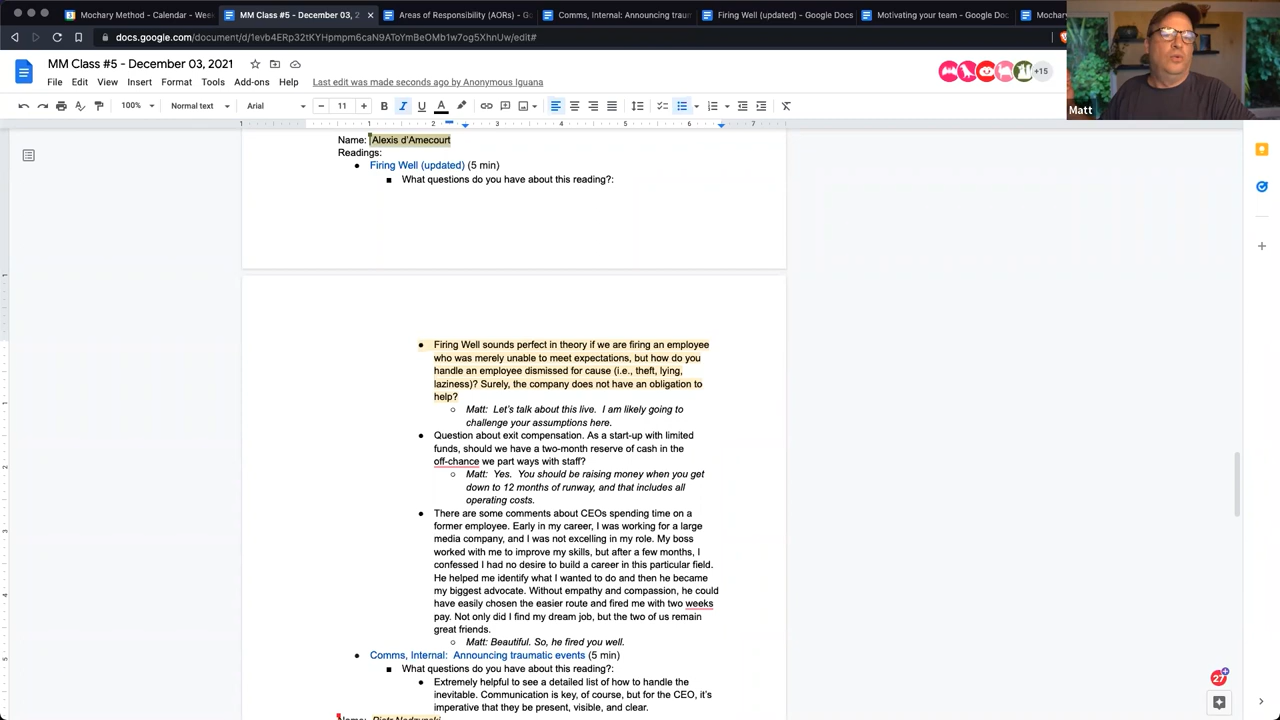 Mochary Method - Calendar - Wee
MM Class #5 - December 03, 2
Areas of Responsibility (AORs) -
Comms, Internal: Announcing traum
Firing Well (updated) - Google Docs
Motivating your team - Google Doc
Mochary
docs.google.com/document/d/1evb4ERp32tKYHpmpm6caN9AToYmBeOMb1w7og5XhnUw/edit#
MM Class #5 - December 03, 2021
File Edit View Insert Format Tools Add-ons Help Last edit was made seconds ago by Anonymous Iguana
+15
Matt
100% Normal text Arial 11 B I U A
1 1 2 3 4 5 6 7
Name: Alexis d'Amecourt
Readings:
Firing Well (updated) (5 min)
What questions do you have about this reading?:
Firing Well sounds perfect in theory if we are firing an employee
who was merely unable to meet expectations, but how do you
handle an employee dismissed for cause (i.e., theft, lying,
laziness)? Surely, the company does not have an obligation to
help?
Matt: Let's talk about this live. I am likely going to
challenge your assumptions here.
Question about exit compensation. As a start-up with limited
funds, should we have a two-month reserve of cash in the
off-chance we part ways with staff?
Matt: Yes. You should be raising money when you get
down to 12 months of runway, and that includes all
operating costs.
There are some comments about CEOs spending time on a
former employee. Early in my career, I was working for a large
media company, and I was not excelling in my role. My boss
worked with me to improve my skills, but after a few months, I
confessed I had no desire to build a career in this particular field.
He helped me identify what I wanted to do and then he became
my biggest advocate. Without empathy and compassion, he could
have easily chosen the easier route and fired me with two weeks
pay. Not only did I find my dream job, but the two of us remain
great friends.
Matt: Beautiful. So, he fired you well.
Comms, Internal: Announcing traumatic events (5 min)
What questions do you have about this reading?:
Extremely helpful to see a detailed list of how to handle the
inevitable. Communication is key, of course, but for the CEO, it's
imperative that they be present, visible, and clear.
Name: Piotr Nedzynski
27